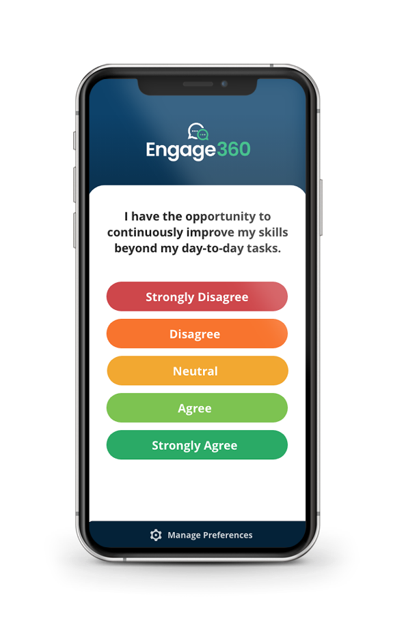 Engage360
I have the opportunity to
continuously improve my skills
beyond my day-to-day tasks.
Strongly Disagree
Disagree
Neutral
Agree
Strongly Agree
Manage Preferences